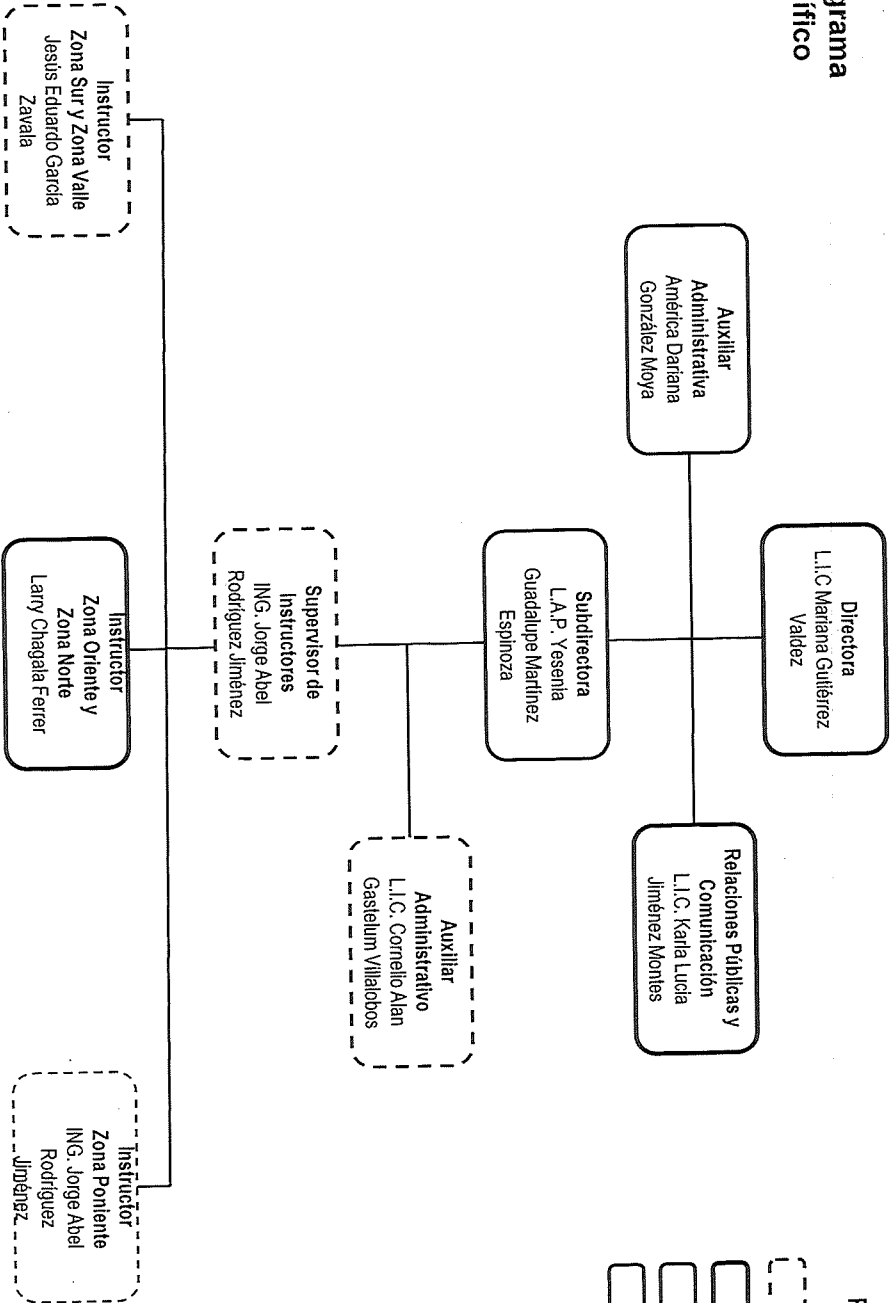 Directora
L.I.C Mariana Gutiérrez
Valdez
Auxiliar
Administrativa
América Dariana
González Moya
Relaciones Públicas y
Comunicación
L.I.C. Karla Lucia
Jiménez Montes
Subdirectora
L.A.P. Yesenia
Guadalupe Martínez
Espinoza
Auxiliar
Administrativo
L.I.C. Cornelio Alan
Gastelum Villalobos
Supervisor de
Instructores
ING. Jorge Abel
Rodríguez Jiménez
Instructor
Zona Sur y Zona Valle
Jesús Eduardo García
Zavala
Instructor
Zona Oriente y
Zona Norte
Larry Chagala Ferrer
Instructor
Zona Poniente
ING. Jorge Abel
Rodríguez
Jiménez